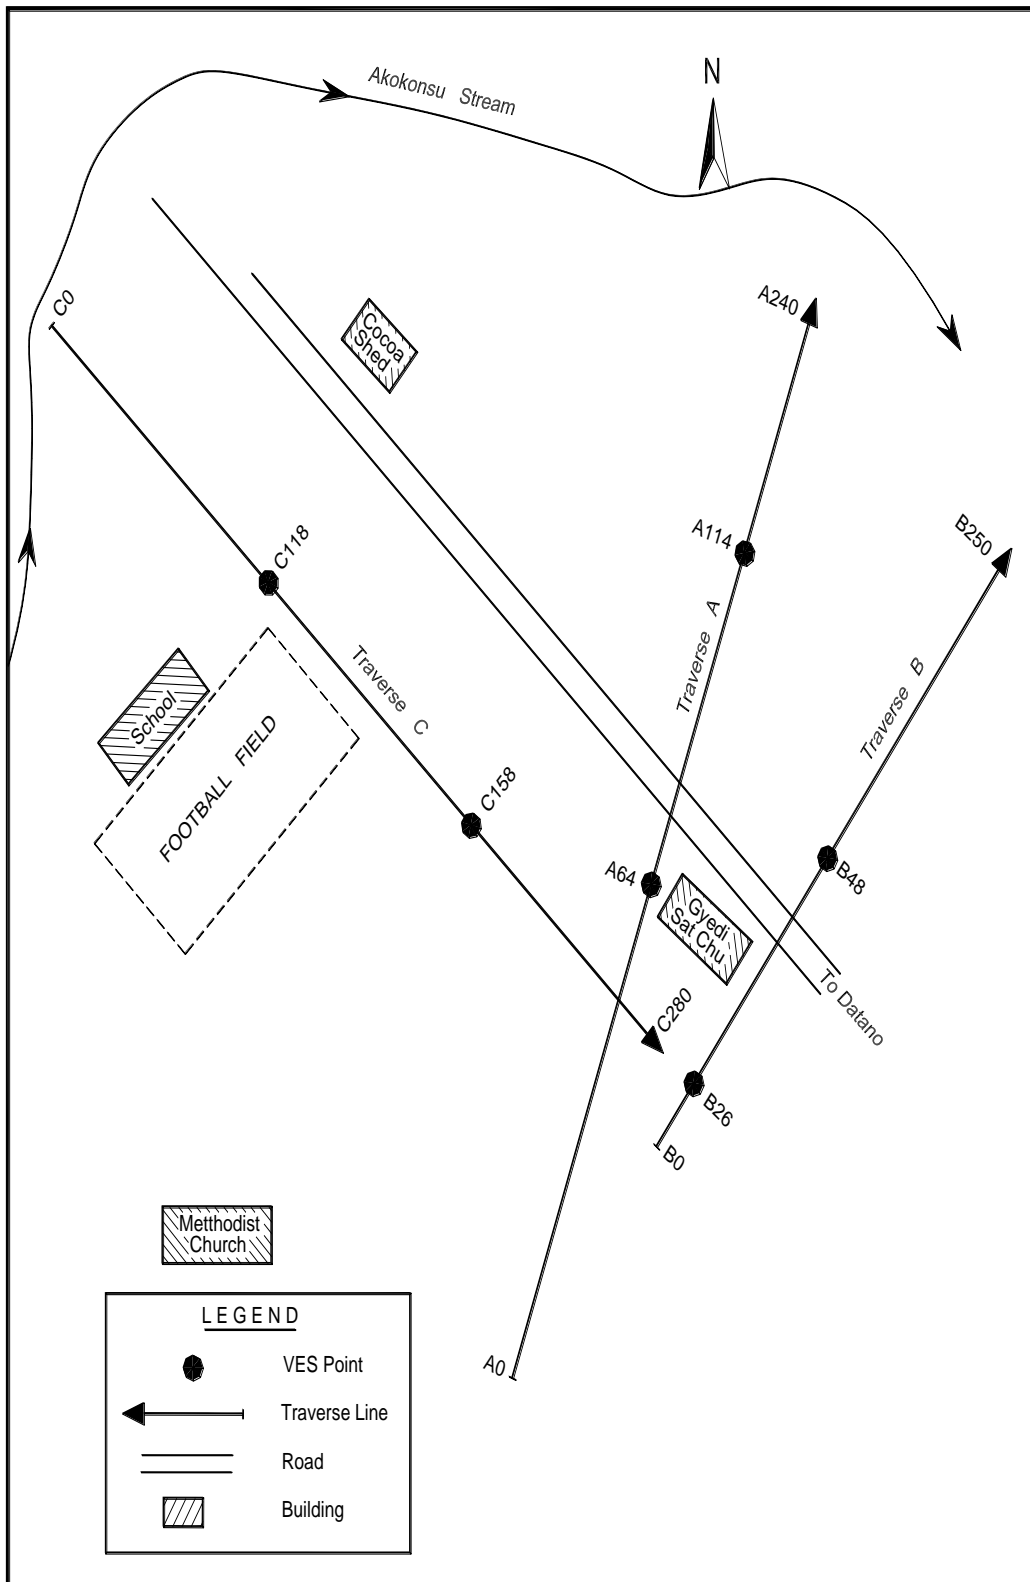 N
Akokonsu Stream
C0
Cocoa
Shed
A240
C118
A114
B250
Traverse A
Traverse B
Traverse C
School
FOOTBALL FIELD
C158
A64
B48
Gyedi
Sat Chu
To Datano
C280
B26
B0
Metthodist
Church
A0
LEGEND
VES Point
Traverse Line
Road
Building